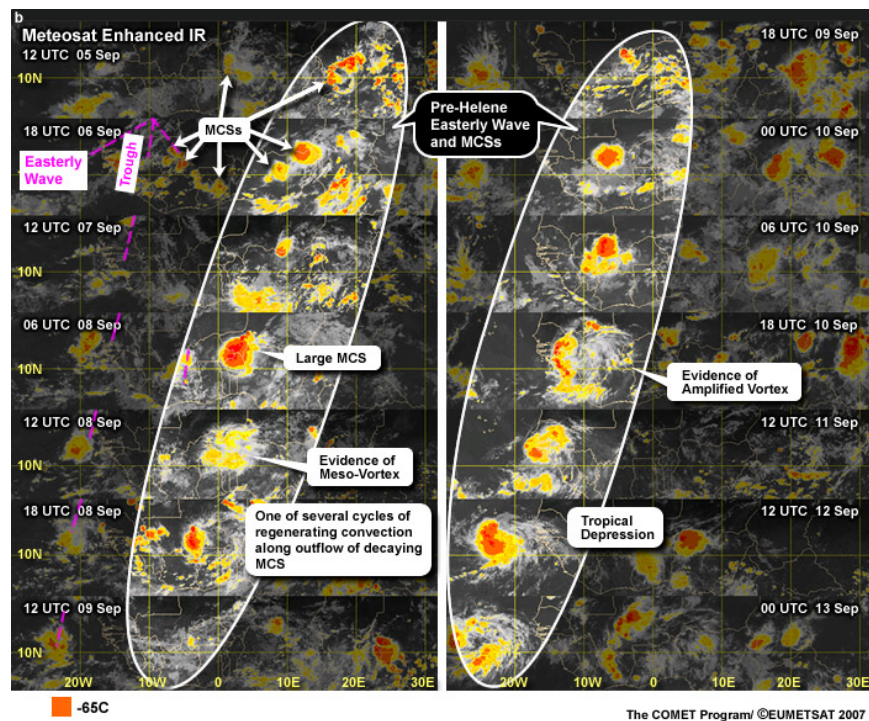 b
Meteosat Enhanced IR
12 UTC 05 Sep
10N
MCSs
18 UTC 06 Sep
Easterly
Wave
Trough
12 UTC 07 Sep
10N
06 UTC 08 Sep
10N
Large MCS
12 UTC 08 Sep
10N
Evidence of
Meso-Vortex
18 UTC 08 Sep
10N
One of several cycles of
regenerating convection
along outflow of decaying
MCS
12 UTC 09 Sep
10N
20W
10W
0
10E
20E
30E
Pre-Helene
Easterly Wave
and MCSs
18 UTC 09 Sep
00 UTC 10 Sep
06 UTC 10 Sep
18 UTC 10 Sep
Evidence of
Amplified Vortex
12 UTC 11 Sep
12 UTC 12 Sep
Tropical
Depression
00 UTC 13 Sep
20W
10W
0
10E
20E
30E
-65C
The COMET Program/ ©EUMETSAT 2007